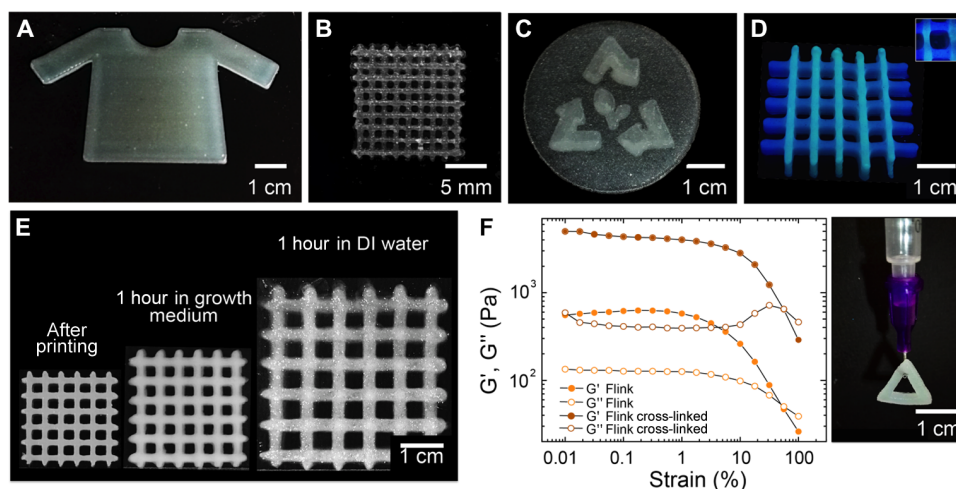 A
1 cm
B
5 mm
C
1 cm
D
1 cm
E
After
printing
1 hour in growth
medium
1 hour in DI water
1 cm
F
G', G'' (Pa)
10³
10²
G' Flink
G'' Flink
G' Flink cross-linked
G'' Flink cross-linked
0.01
0.1
1
10
100
Strain (%)
1 cm